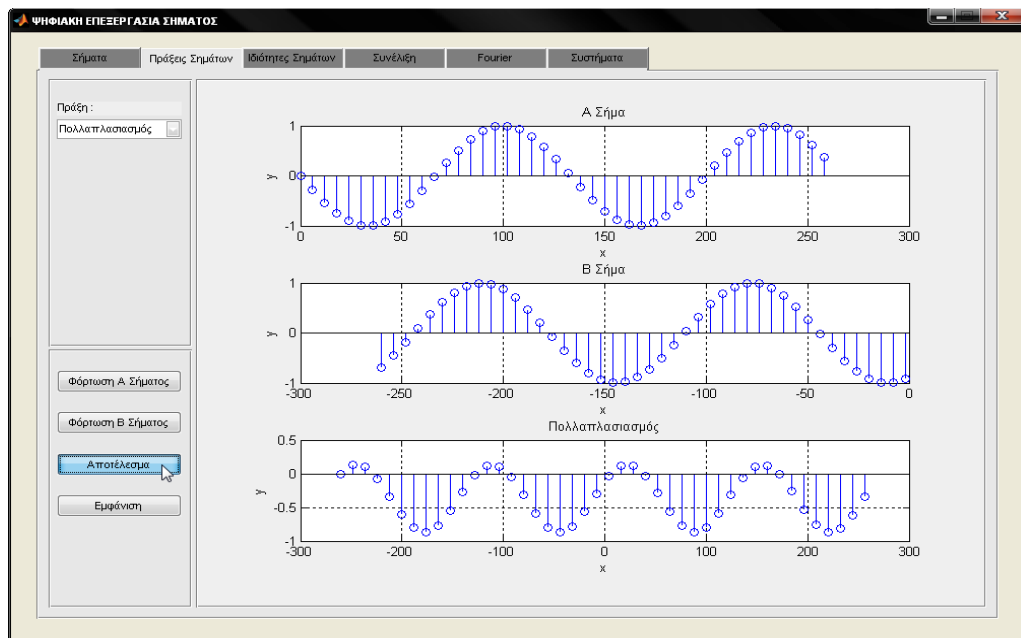 ΨΗΦΙΑΚΗ ΕΠΕΞΕΡΓΑΣΙΑ ΣΗΜΑΤΟΣ
Σήματα Πράξεις Σημάτων Ιδιότητες Σημάτων Συνέλιξη Fourier Συστήματα
Πράξη :
Πολλαπλασιασμός
Φόρτωση Α Σήματος
Φόρτωση Β Σήματος
Αποτέλεσμα
Εμφάνιση
Α Σήμα
1
0
-1
y
0 50 100 150 200 250 300
x
Β Σήμα
1
0
-1
y
-300 -250 -200 -150 -100 -50 0
x
Πολλαπλασιασμός
0.5
0
-0.5
-1
y
-300 -200 -100 0 100 200 300
x